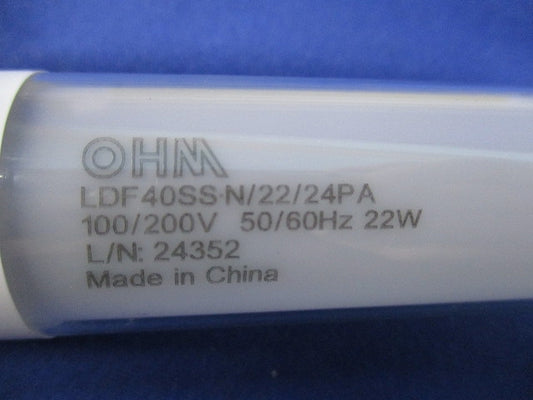 OHM
LDF40SS·N/22/24PA
100/200V 50/60Hz 22W
L/N: 24352
Made in China